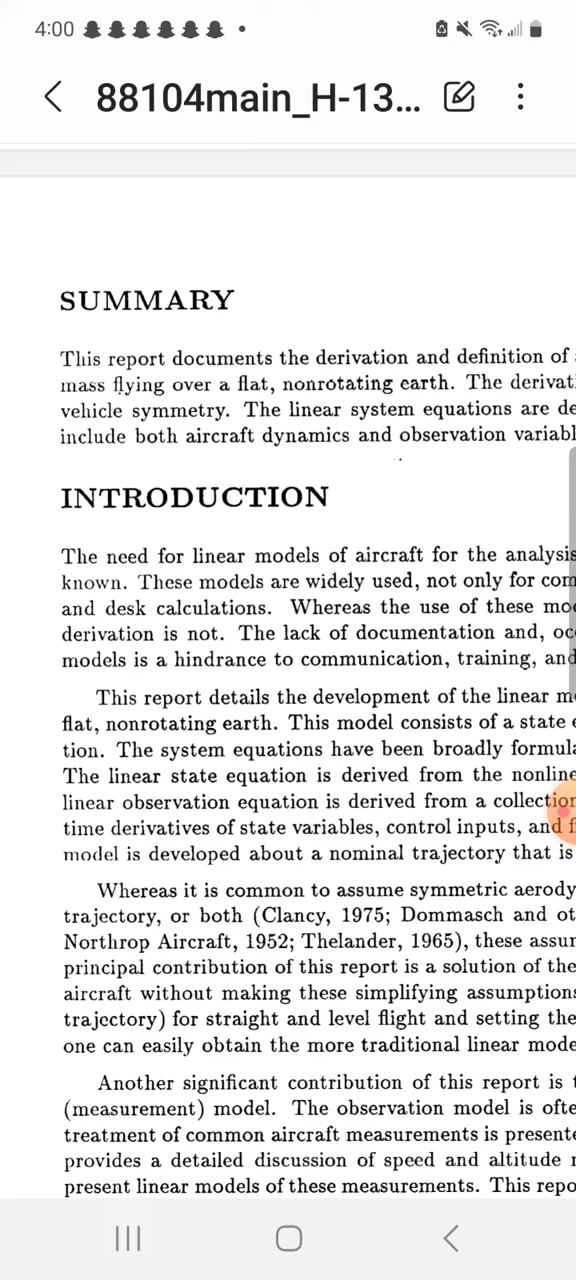 4:00
88104main_H-13...
SUMMARY
This report documents the derivation and definition of
mass flying over a flat, nonrotating earth. The derivati
vehicle symmetry. The linear system equations are de
include both aircraft dynamics and observation variabl
INTRODUCTION
The need for linear models of aircraft for the analysis
known. These models are widely used, not only for com
and desk calculations. Whereas the use of these mo
derivation is not. The lack of documentation and, oc
models is a hindrance to communication, training, and
This report details the development of the linear m
flat, nonrotating earth. This model consists of a state e
tion. The system equations have been broadly formula
The linear state equation is derived from the nonline
linear observation equation is derived from a collection
time derivatives of state variables, control inputs, and f
model is developed about a nominal trajectory that is
Whereas it is common to assume symmetric aerody
trajectory, or both (Clancy, 1975; Dommasch and ot
Northrop Aircraft, 1952; Thelander, 1965), these assum
principal contribution of this report is a solution of the
aircraft without making these simplifying assumptions
trajectory) for straight and level flight and setting the
one can easily obtain the more traditional linear mode
Another significant contribution of this report is t
(measurement) model. The observation model is ofte
treatment of common aircraft measurements is presente
provides a detailed discussion of speed and altitude
present linear models of these measurements. This repo